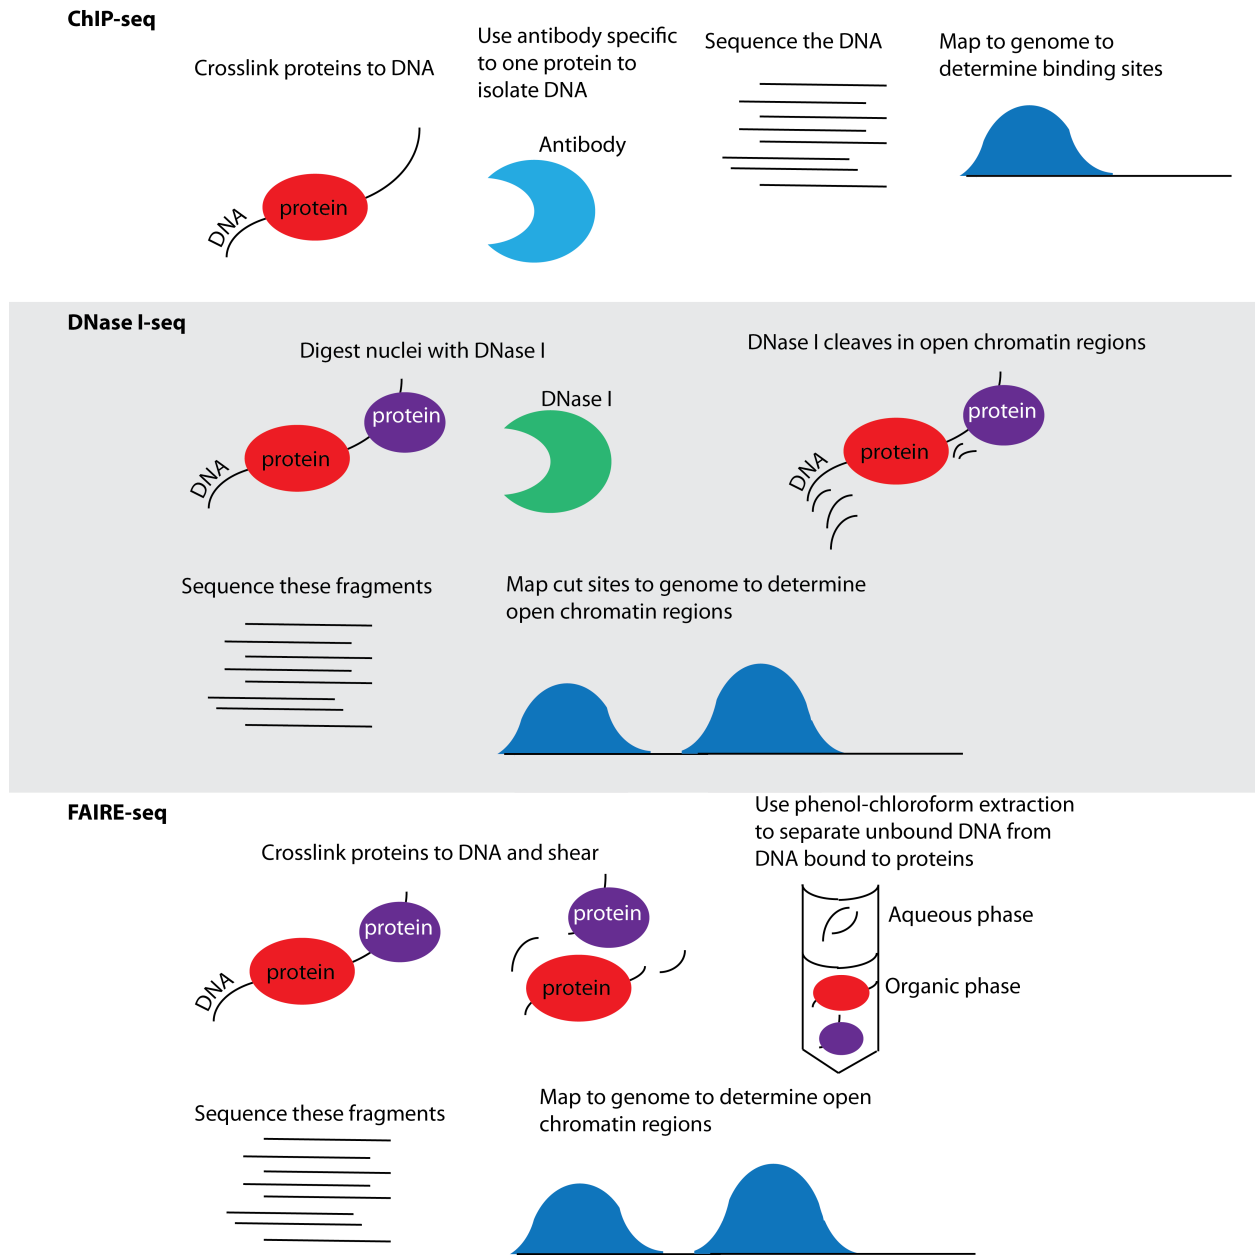 ChIP-seq
Crosslink proteins to DNA
Use antibody specific
to one protein to
isolate DNA
Sequence the DNA
Map to genome to
determine binding sites
Antibody
protein
DNA
DNase I-seq
Digest nuclei with DNase I
DNase I cleaves in open chromatin regions
DNase I
protein
protein
DNA
protein
protein
DNA
Sequence these fragments
Map cut sites to genome to determine
open chromatin regions
FAIRE-seq
Crosslink proteins to DNA and shear
Use phenol-chloroform extraction
to separate unbound DNA from
DNA bound to proteins
protein
protein
DNA
protein
protein
Aqueous phase
Organic phase
Sequence these fragments
Map to genome to determine open
chromatin regions